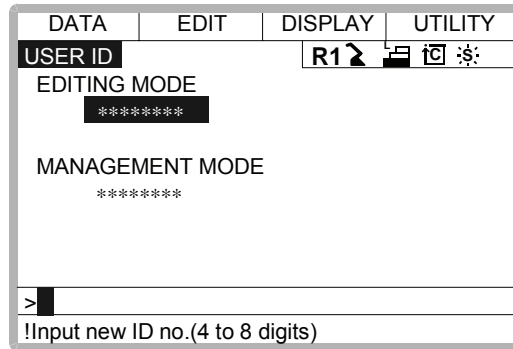 DATA EDIT DISPLAY UTILITY
USER ID R1 C S
EDITING MODE
********
MANAGEMENT MODE
********
>
!Input new ID no.(4 to 8 digits)